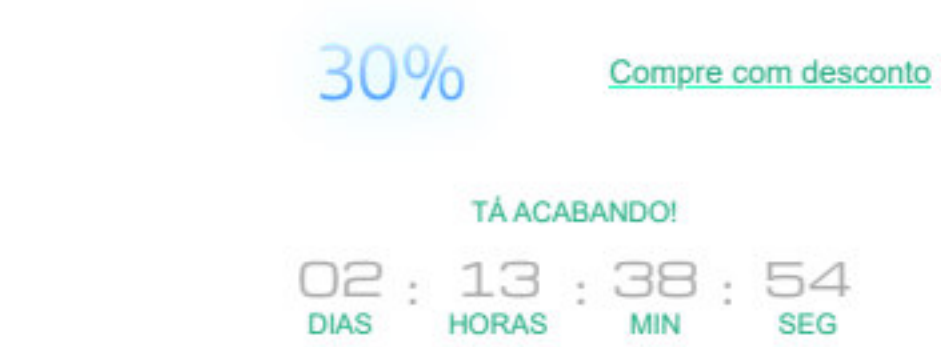 30% Compre com desconto
TÁ ACABANDO!
02 : 13 : 38 : 54
DIAS HORAS MIN SEG